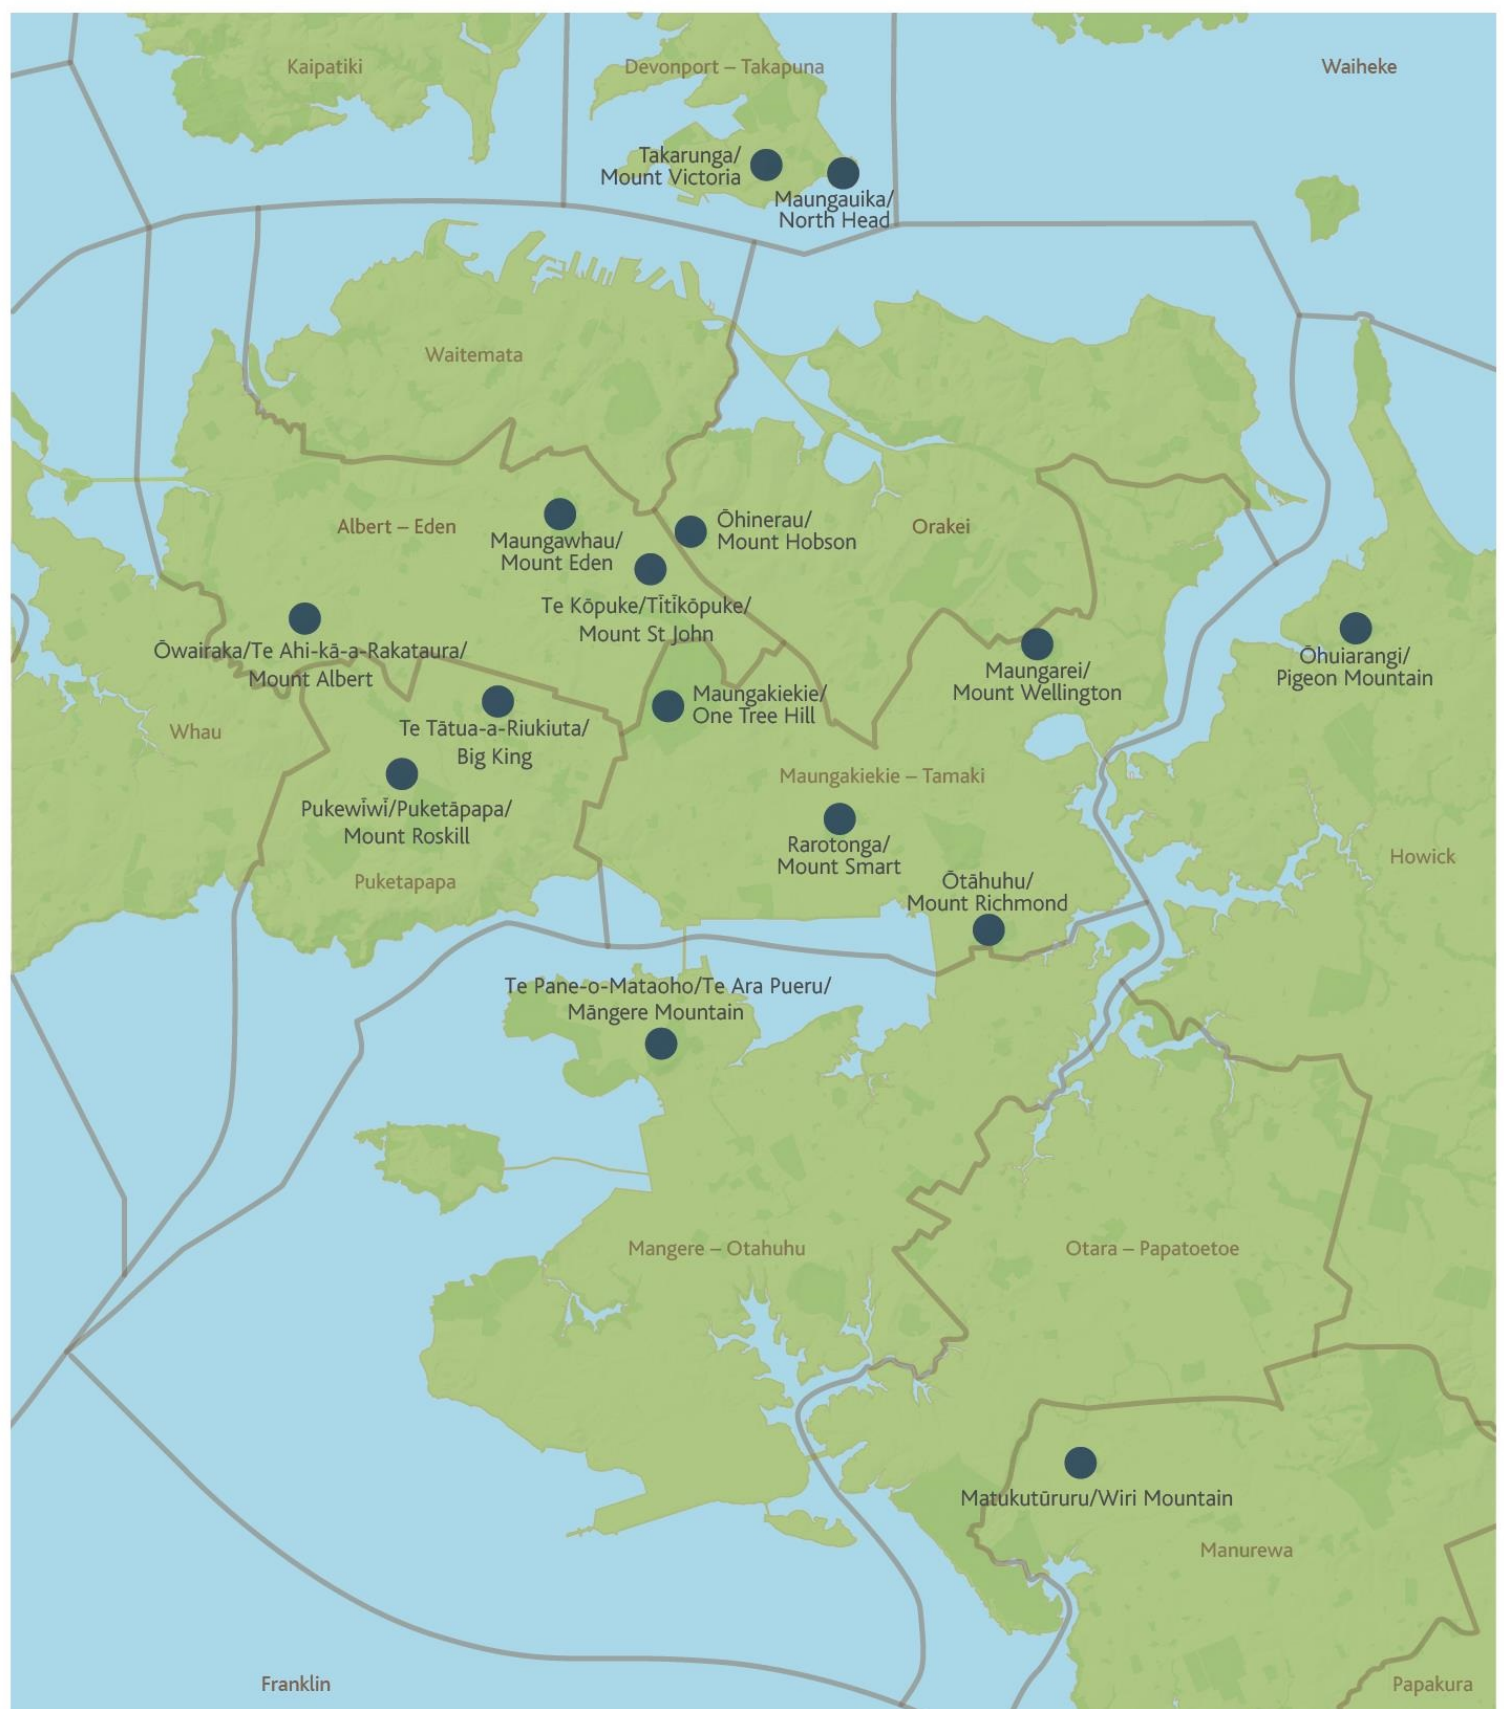 Kaipatiki
Devonport – Takapuna
Waiheke
Takarunga/
Mount Victoria
Maungauika/
North Head
Waitemata
Albert – Eden
Maungawhau/
Mount Eden
Ōhinerau/
Mount Hobson
Orakei
Te Kōpuke/Tītīkōpuke/
Mount St John
Ōwairaka/Te Ahi-kā-a-Rakataura/
Mount Albert
Maungarei/
Mount Wellington
Ōhuiarangi/
Pigeon Mountain
Whau
Te Tātua-a-Riukiuta/
Big King
Maungakiekie/
One Tree Hill
Maungakiekie – Tamaki
Pukewīwī/Puketāpapa/
Mount Roskill
Rarotonga/
Mount Smart
Howick
Puketapapa
Ōtāhuhu/
Mount Richmond
Te Pane-o-Mataoho/Te Ara Pueru/
Māngere Mountain
Mangere – Otahuhu
Otara – Papatoetoe
Matukutūruru/Wiri Mountain
Manurewa
Franklin
Papakura